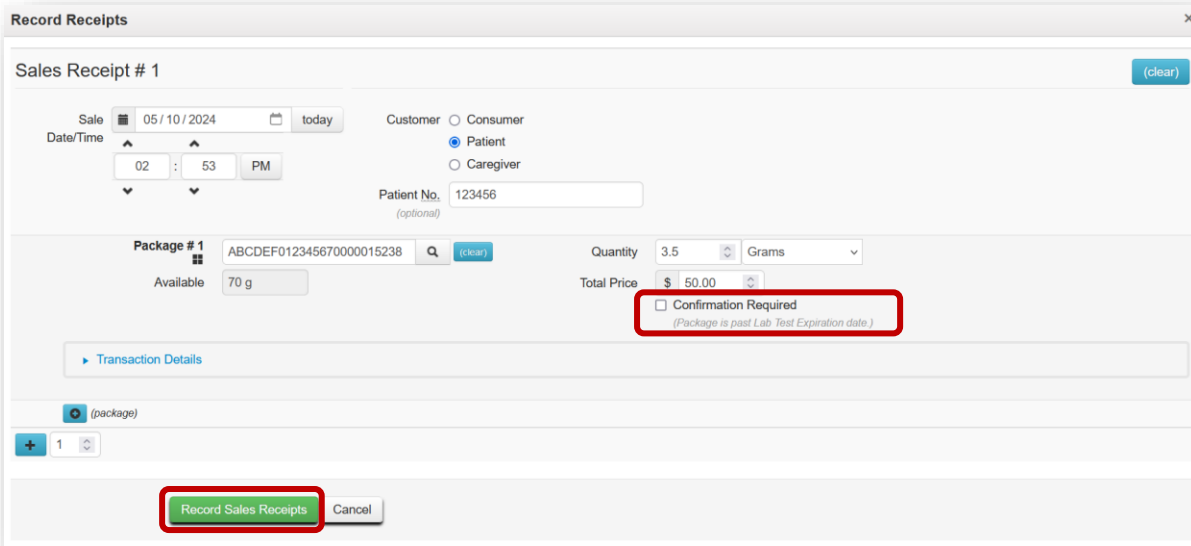 Record Receipts ×
Sales Receipt # 1 (clear)
Sale Date/Time 05/10/2024 today
02 : 53 PM
Customer Consumer
Patient
Caregiver
Patient No. 123456
(optional)
Package # 1 ABCDEF012345670000015238 (clear)
Available 70 g
Quantity 3.5 Grams
Total Price $ 50.00
Confirmation Required
(Package is past Lab Test Expiration date.)
Transaction Details
(package)
+ 1
Record Sales Receipts Cancel